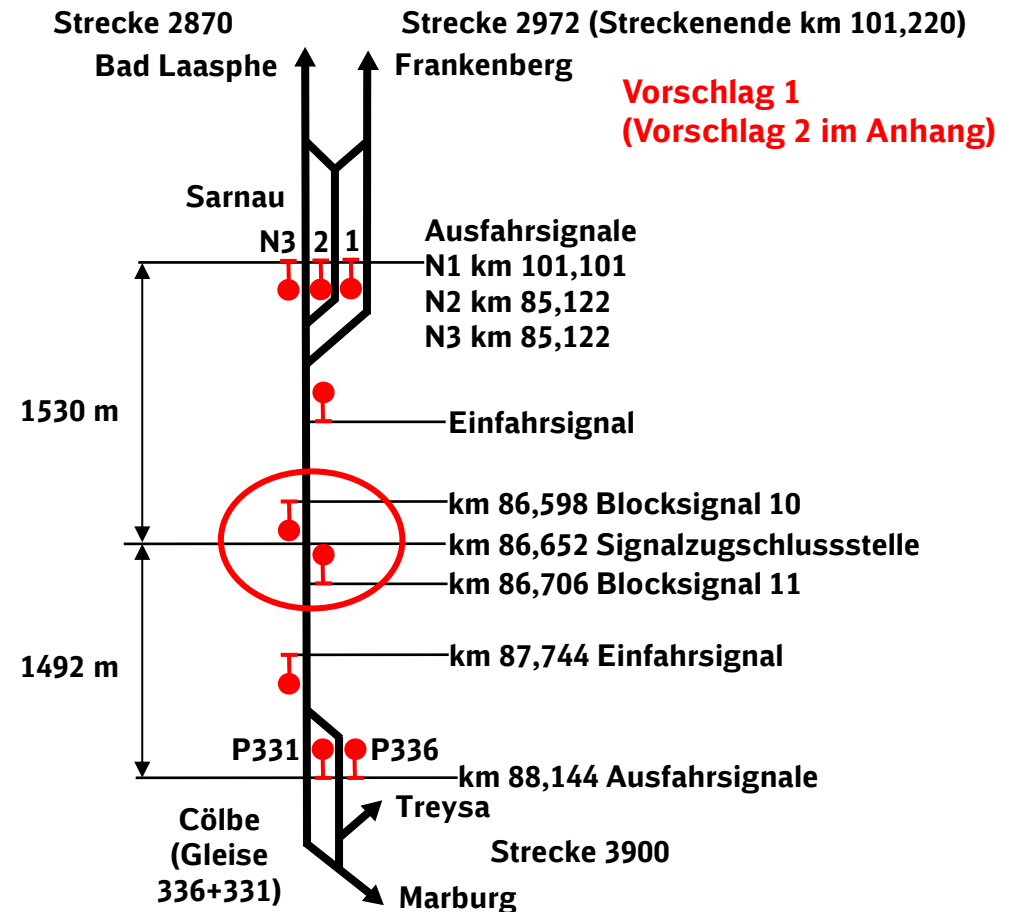 Strecke 2870
Strecke 2972 (Streckenende km 101,220)
Bad Laasphe
Frankenberg
Vorschlag 1
(Vorschlag 2 im Anhang)
Sarnau
N3 2 1
Ausfahrsignale
N1 km 101,101
N2 km 85,122
N3 km 85,122
1530 m
Einfahrsignal
km 86,598 Blocksignal 10
km 86,652 Signalzugschlussstelle
km 86,706 Blocksignal 11
km 87,744 Einfahrsignal
1492 m
P331
P336
km 88,144 Ausfahrsignale
Treysa
Cölbe
(Gleise
336+331)
Strecke 3900
Marburg